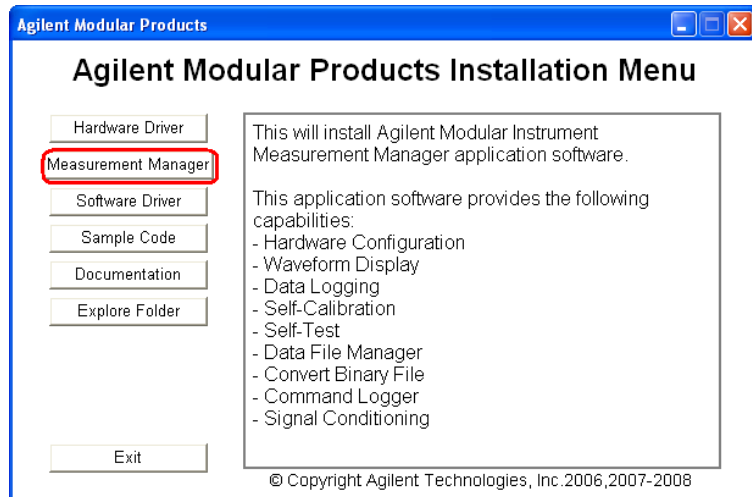 Agilent Modular Products
Agilent Modular Products Installation Menu
Hardware Driver
Measurement Manager
Software Driver
Sample Code
Documentation
Explore Folder
Exit
This will install Agilent Modular Instrument
Measurement Manager application software.
This application software provides the following
capabilities:
- Hardware Configuration
- Waveform Display
- Data Logging
- Self-Calibration
- Self-Test
- Data File Manager
- Convert Binary File
- Command Logger
- Signal Conditioning
© Copyright Agilent Technologies, Inc.2006,2007-2008